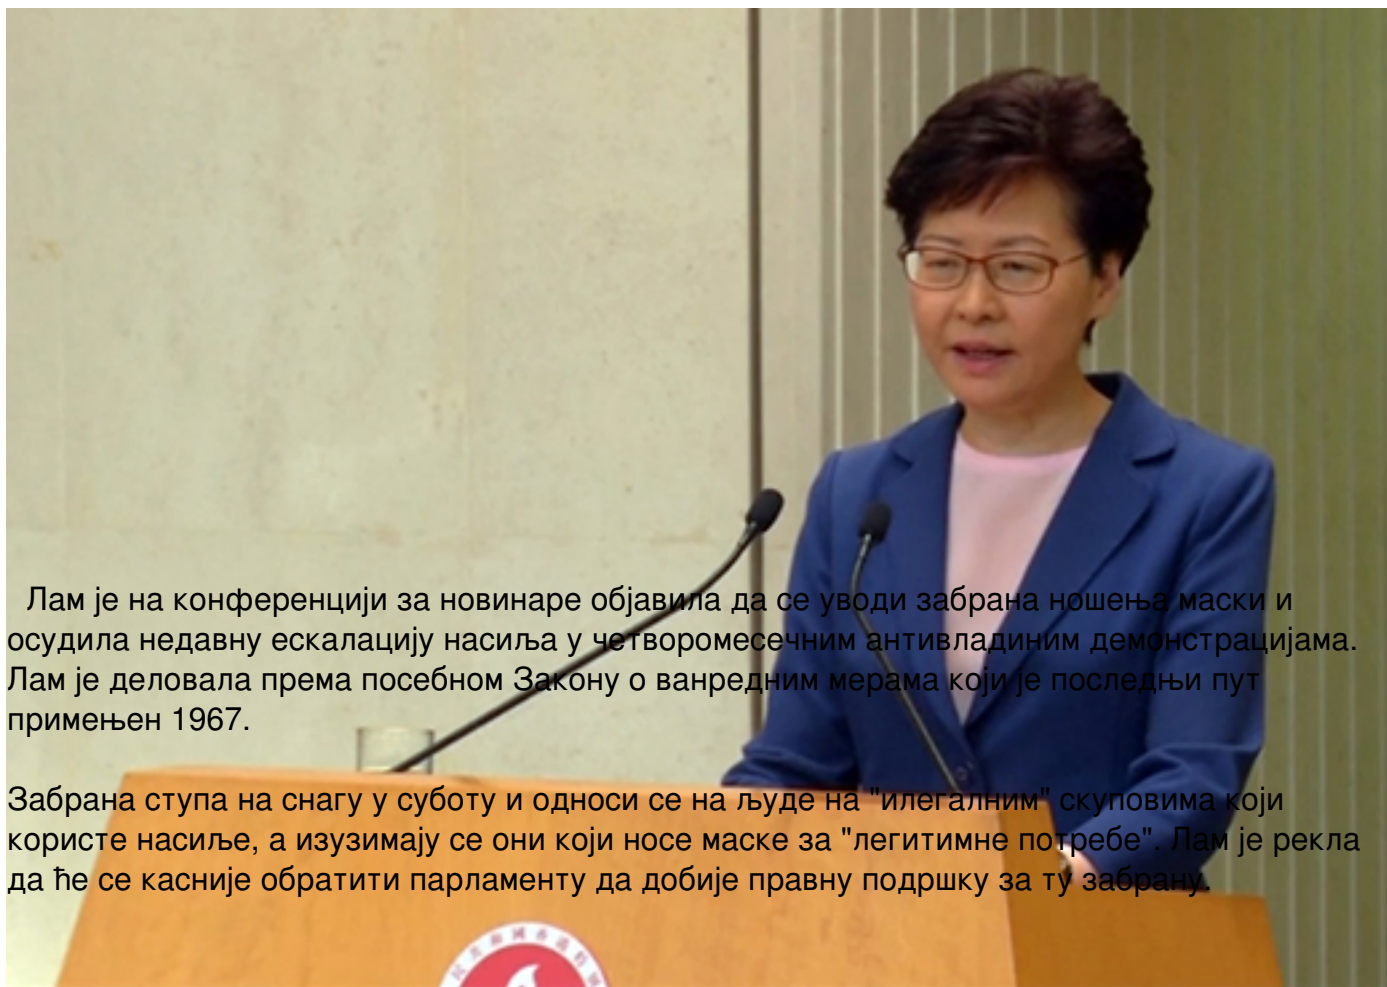 Лам је на конференцији за новинаре објавила да се уводи забрана ношења маски и
осудила недавну ескалацију насиља у четворомесечним антивладиним демонстрацијама.
Лам је деловала према посебном Закону о ванредним мерама који је последњи пут
примењен 1967.
Забрана ступа на снагу у суботу и односи се на људе на "илегалним" скуповима који
користе насиље, а изузимају се они који носе маске за "легитимне потребе". Лам је рекла
да ће се касније обратити парламенту да добије правну подршку за ту забрану.